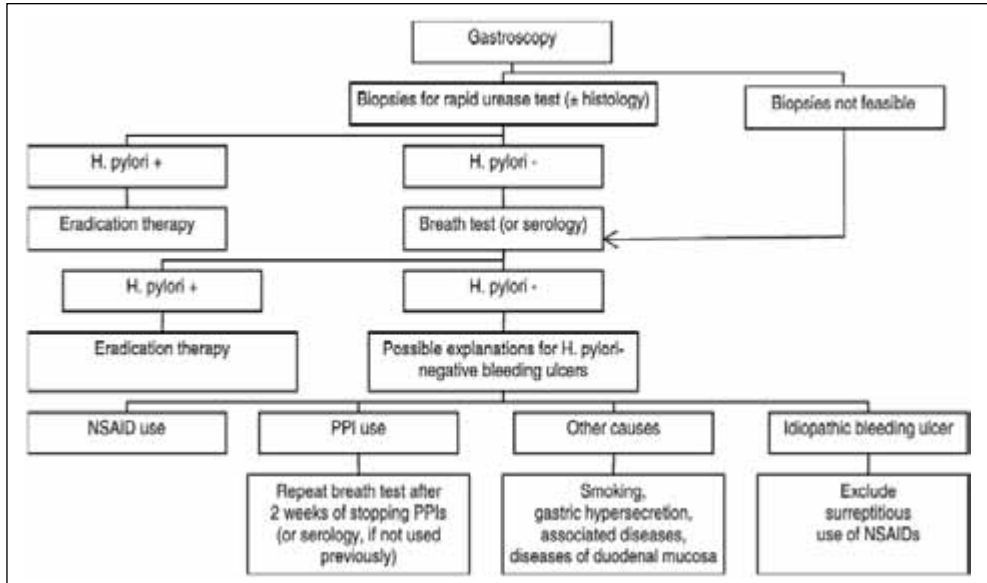 Gastroscopy
Biopsies for rapid urease test (± histology)
Biopsies not feasible
H. pylori +
H. pylori -
Eradication therapy
Breath test (or serology)
H. pylori +
H. pylori -
Eradication therapy
Possible explanations for H. pylori-
negative bleeding ulcers
NSAID use
PPI use
Other causes
Idiopathic bleeding ulcer
Repeat breath test after
2 weeks of stopping PPIs
(or serology, if not used
previously)
Smoking,
gastric hypersecretion,
associated diseases,
diseases of duodenal mucosa
Exclude
surreptitious
use of NSAIDs